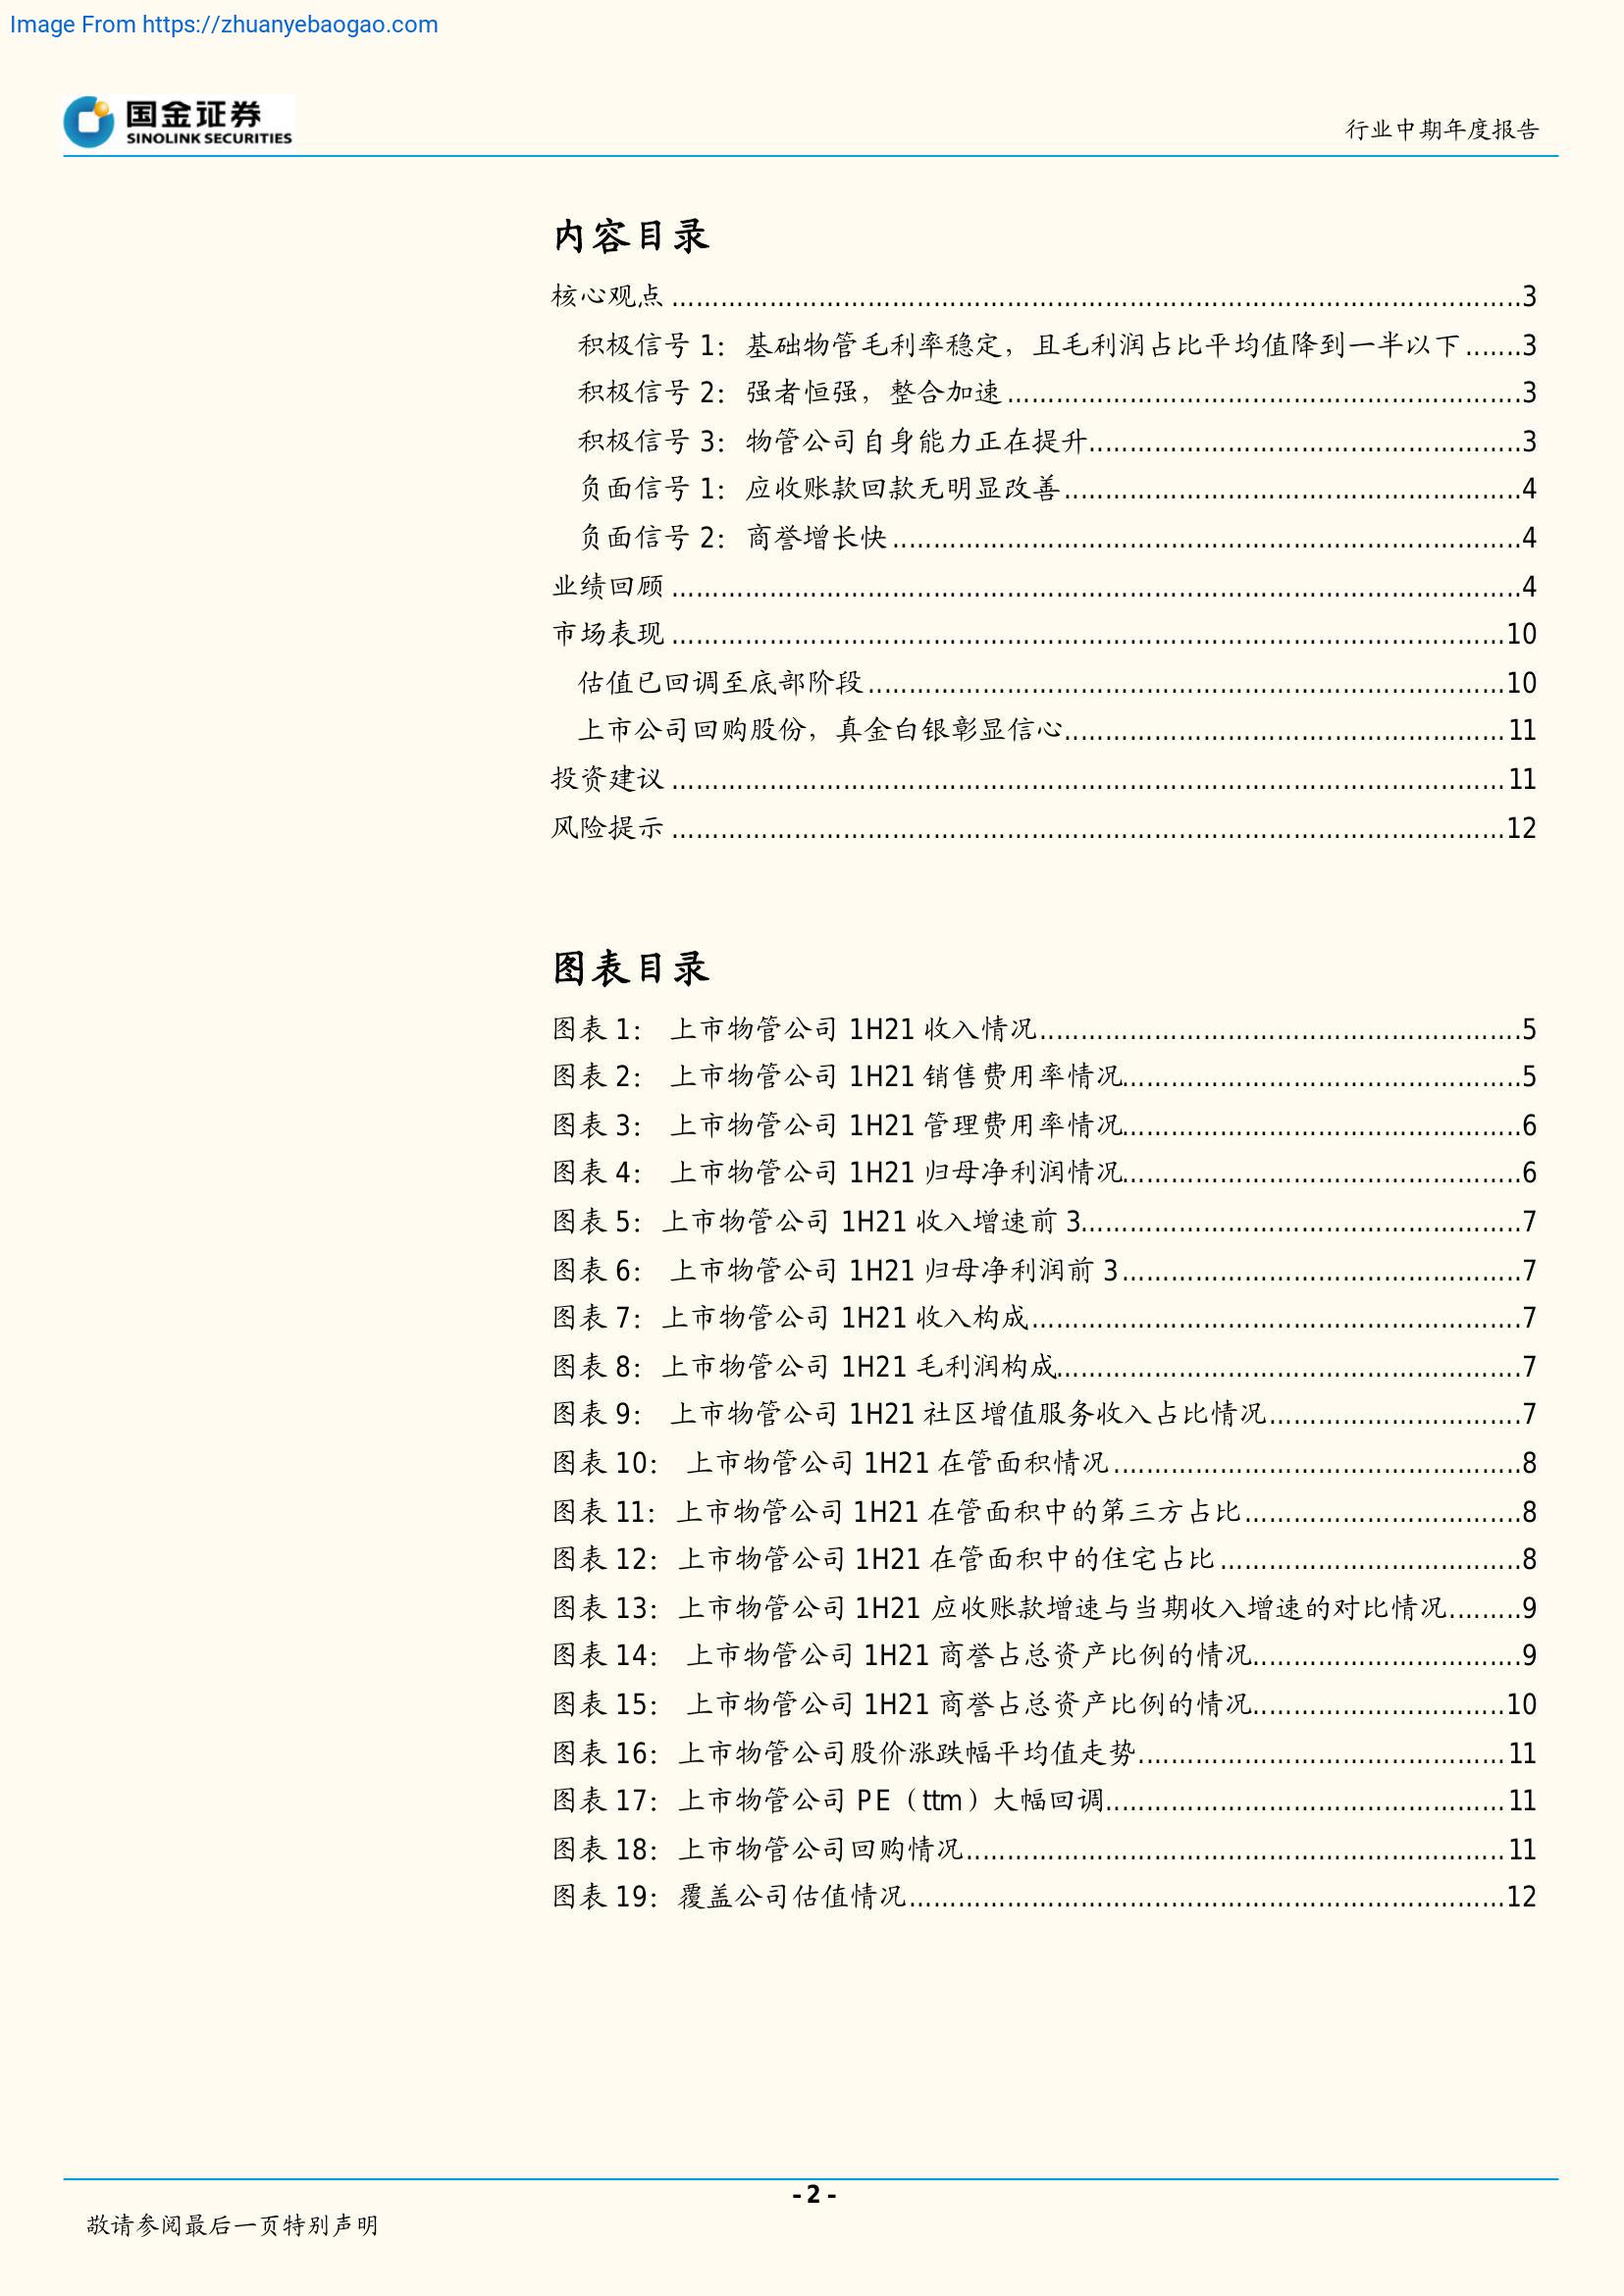 Image From https://zhuanyebaogao.com
国金证券
SINOLINK SECURITIES
行业中期年度报告
内容目录
核心观点 ........................................ 3
积极信号 1：基础物管毛利率稳定，且毛利润占比平均值降到一半以下 ....... 3
积极信号 2：强者恒强，整合加速 ........................................ 3
积极信号 3：物管公司自身能力正在提升 ........................................ 3
负面信号 1：应收账款回款无明显改善 ........................................ 4
负面信号 2：商誉增长快 ........................................ 4
业绩回顾 ........................................ 4
市场表现 ........................................ 10
估值已回调至底部阶段 ........................................ 10
上市公司回购股份，真金白银彰显信心 ........................................ 11
投资建议 ........................................ 11
风险提示 ........................................ 12
图表目录
图表 1： 上市物管公司 1H21 收入情况 ........................................ 5
图表 2： 上市物管公司 1H21 销售费用率情况 ........................................ 5
图表 3： 上市物管公司 1H21 管理费用率情况 ........................................ 6
图表 4： 上市物管公司 1H21 归母净利润情况 ........................................ 6
图表 5：上市物管公司 1H21 收入增速前 3 ........................................ 7
图表 6： 上市物管公司 1H21 归母净利润前 3 ........................................ 7
图表 7：上市物管公司 1H21 收入构成 ........................................ 7
图表 8：上市物管公司 1H21 毛利润构成 ........................................ 7
图表 9： 上市物管公司 1H21 社区增值服务收入占比情况 ........................................ 7
图表 10： 上市物管公司 1H21 在管面积情况 ........................................ 8
图表 11：上市物管公司 1H21 在管面积中的第三方占比 ........................................ 8
图表 12：上市物管公司 1H21 在管面积中的住宅占比 ........................................ 8
图表 13：上市物管公司 1H21 应收账款增速与当期收入增速的对比情况 ......... 9
图表 14： 上市物管公司 1H21 商誉占总资产比例的情况 ........................................ 9
图表 15： 上市物管公司 1H21 商誉占总资产比例的情况 ........................................ 10
图表 16：上市物管公司股价涨跌幅平均值走势 ........................................ 11
图表 17：上市物管公司 PE（ttm）大幅回调 ........................................ 11
图表 18：上市物管公司回购情况 ........................................ 11
图表 19：覆盖公司估值情况 ........................................ 12
- 2 -
敬请参阅最后一页特别声明